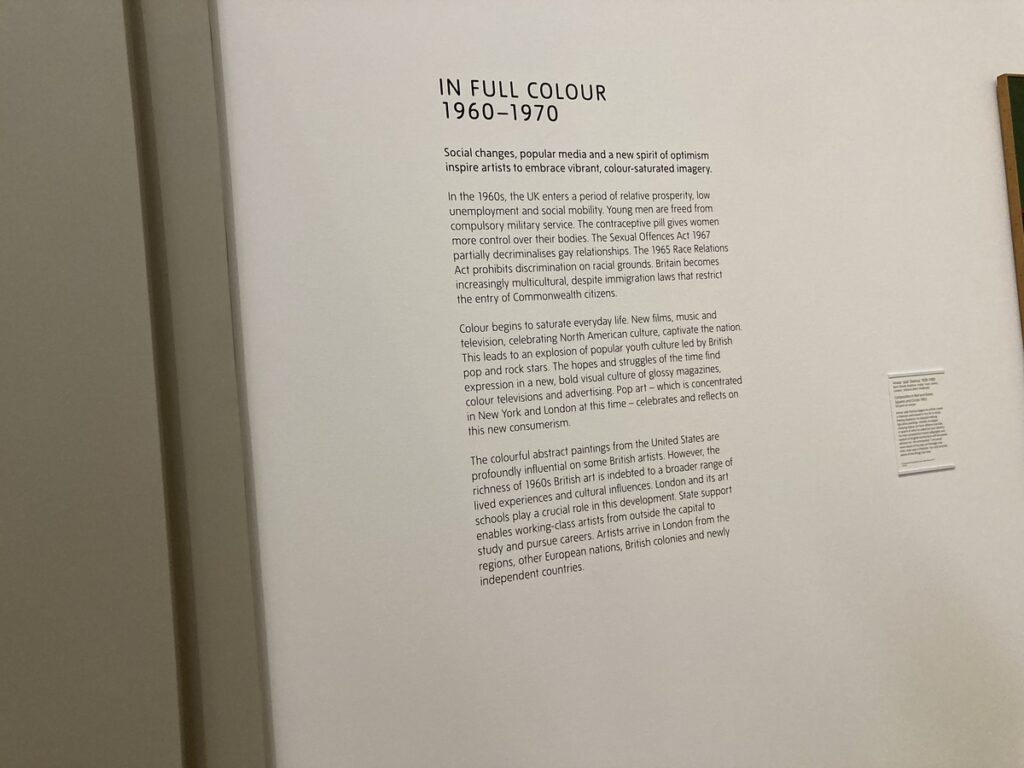 IN FULL COLOUR
1960–1970
Social changes, popular media and a new spirit of optimism
inspire artists to embrace vibrant, colour-saturated imagery.
In the 1960s, the UK enters a period of relative prosperity, low
unemployment and social mobility. Young men are freed from
compulsory military service. The contraceptive pill gives women
more control over their bodies. The Sexual Offences Act 1967
partially decriminalises gay relationships. The 1965 Race Relations
Act prohibits discrimination on racial grounds. Britain becomes
increasingly multicultural, despite immigration laws that restrict
the entry of Commonwealth citizens.
Colour begins to saturate everyday life. New films, music and
television, celebrating North American culture, captivate the nation.
This leads to an explosion of popular youth culture led by British
pop and rock stars. The hopes and struggles of the time find
expression in a new, bold visual culture of glossy magazines,
colour televisions and advertising. Pop art – which is concentrated
in New York and London at this time – celebrates and reflects on
this new consumerism.
The colourful abstract paintings from the United States are
profoundly influential on some British artists. However, the
richness of 1960s British art is indebted to a broader range of
lived experiences and cultural influences. London and its art
schools play a crucial role in this development. State support
enables working-class artists from outside the capital to
study and pursue careers. Artists arrive in London from the
regions, other European nations, British colonies and newly
independent countries.